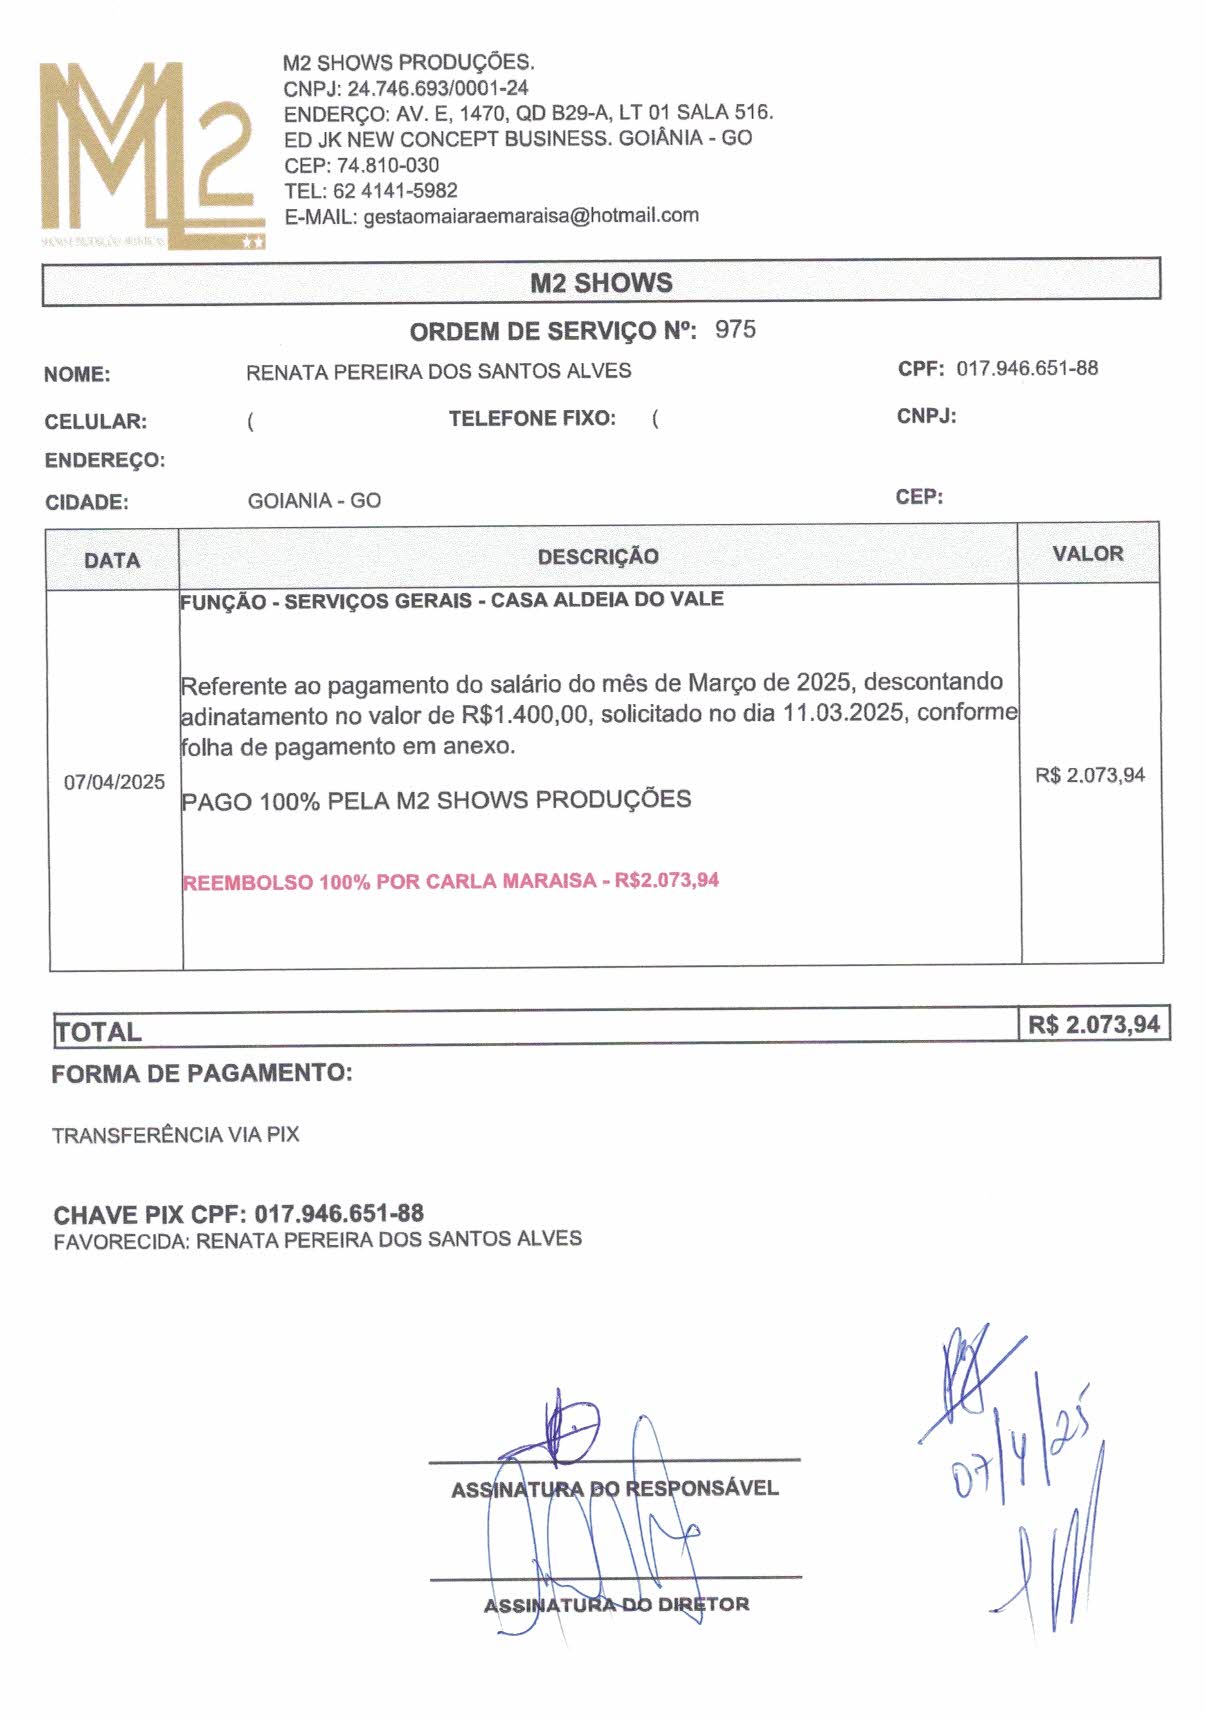 M2 SHOWS PRODUÇÕES.
CNPJ: 24.746.693/0001-24
ENDERÇO: AV. E, 1470, QD B29-A, LT 01 SALA 516.
ED JK NEW CONCEPT BUSINESS. GOIÂNIA - GO
CEP: 74.810-030
TEL: 62 4141-5982
E-MAIL: gestaomaiaraemaraisa@hotmail.com
M2
M2 SHOWS
ORDEM DE SERVIÇO Nº: 975
NOME: RENATA PEREIRA DOS SANTOS ALVES CPF: 017.946.651-88
CELULAR: ( TELEFONE FIXO: ( CNPJ:
ENDEREÇO:
CIDADE: GOIANIA - GO CEP:
DATA DESCRIÇÃO VALOR
FUNÇÃO - SERVIÇOS GERAIS - CASA ALDEIA DO VALE
Referente ao pagamento do salário do mês de Março de 2025, descontando
adinatamento no valor de R$1.400,00, solicitado no dia 11.03.2025, conforme
folha de pagamento em anexo.
07/04/2025 R$ 2.073,94
PAGO 100% PELA M2 SHOWS PRODUÇÕES
REEMBOLSO 100% POR CARLA MARAISA - R$2.073,94
TOTAL R$ 2.073,94
FORMA DE PAGAMENTO:
TRANSFERÊNCIA VIA PIX
CHAVE PIX CPF: 017.946.651-88
FAVORECIDA: RENATA PEREIRA DOS SANTOS ALVES
07/4/25
ASSINATURA DO RESPONSÁVEL
ASSINATURA DO DIRETOR